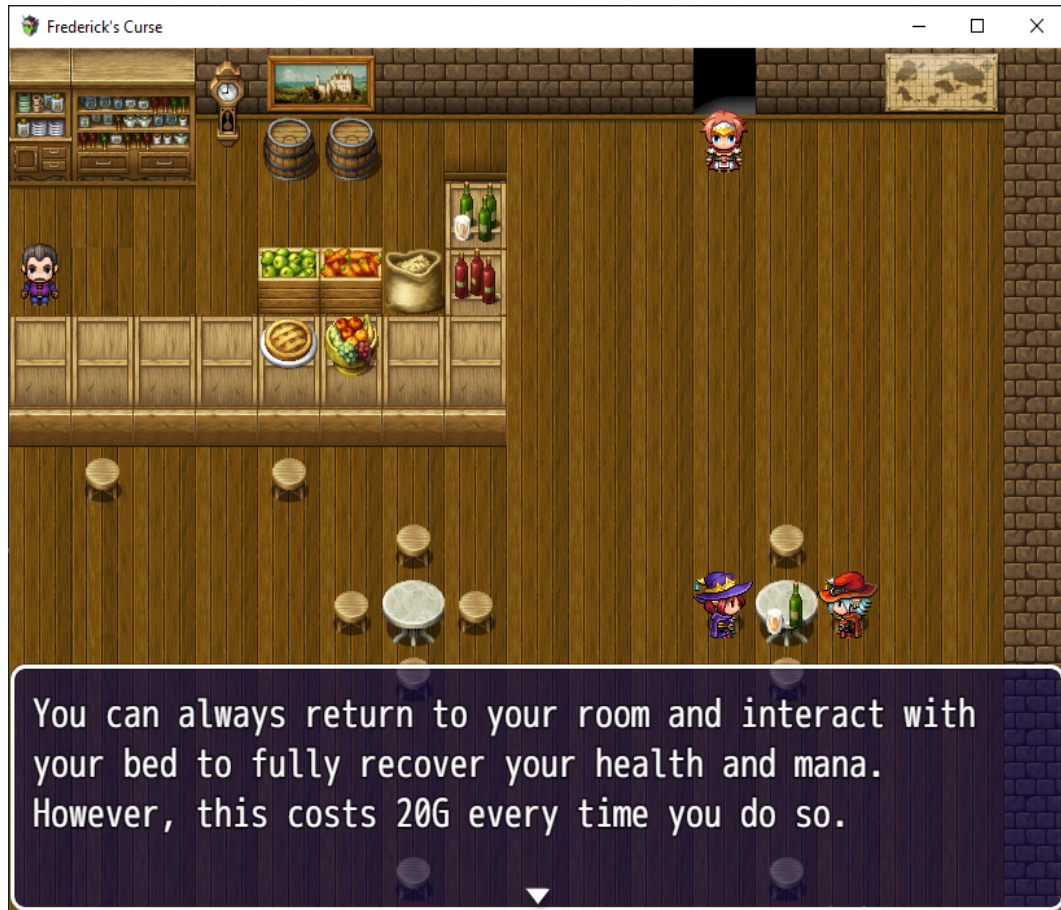 Frederick's Curse
You can always return to your room and interact with
your bed to fully recover your health and mana.
However, this costs 20G every time you do so.